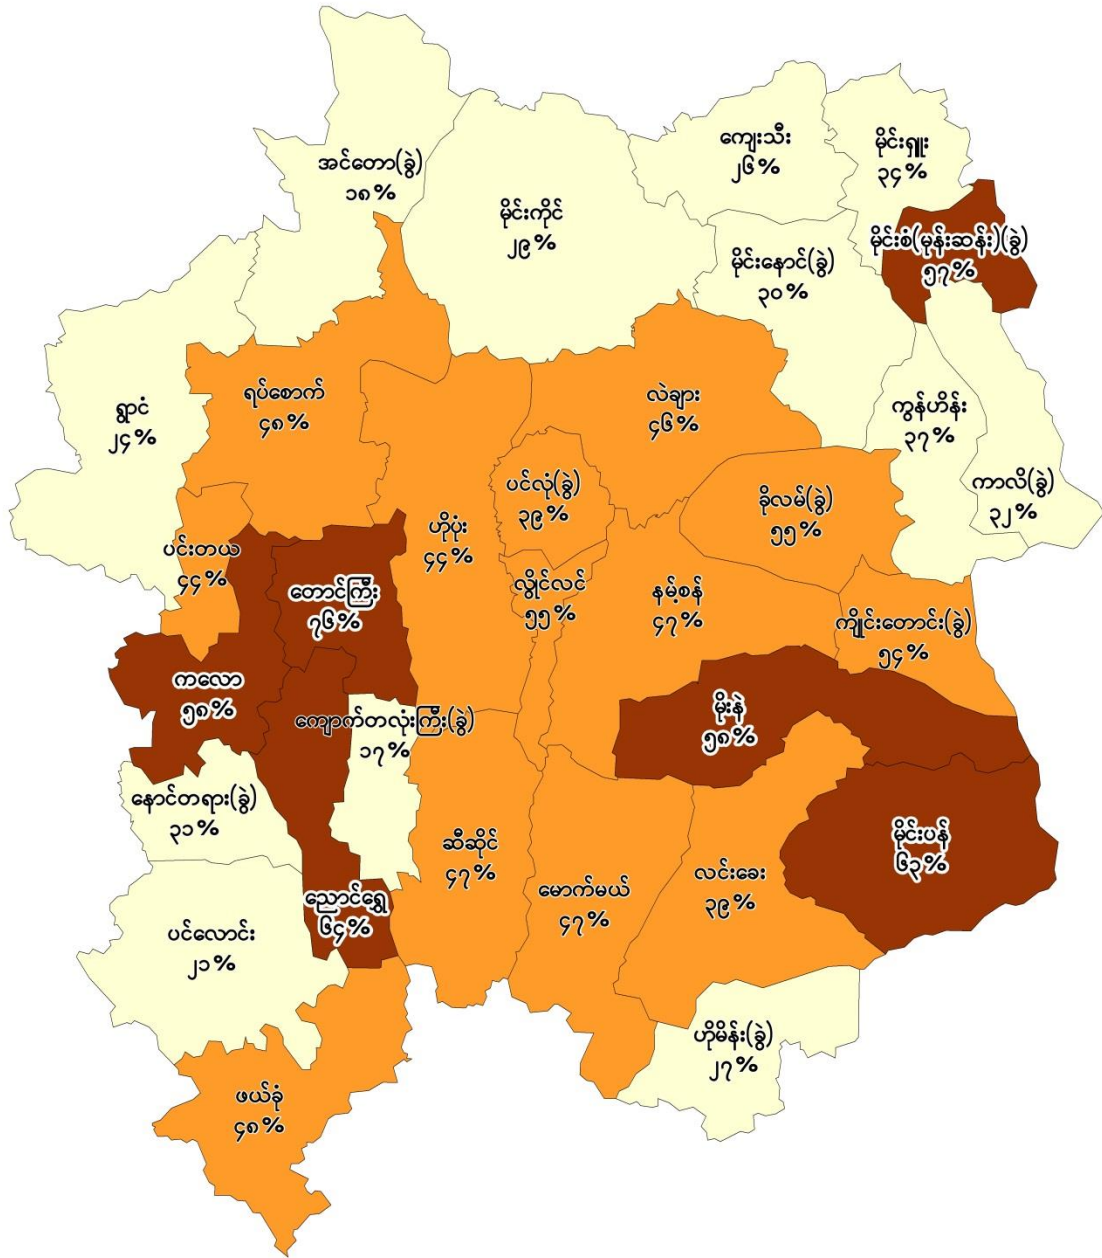 အင်တော(ခွဲ)
၁၈%
မိုင်းကိုင်
၂၉%
ကျေးသီး
၂၆%
မိုင်းရှူး
၃၄%
မိုင်းစံ(မုန်းဆန်း)(ခွဲ)
၅၇%
မိုင်းနောင်(ခွဲ)
၃၀%
ရွာငံ
၂၄%
ရပ်စောက်
၄၈%
လဲချား
၄၆%
ကွန်ဟိန်း
၃၇%
ကာလိ(ခွဲ)
၃၂%
ပင်လုံ(ခွဲ)
၃၉%
ခိုလမ်(ခွဲ)
၅၅%
ပင်းတယ
၄၄%
ဟိုပုံး
၄၄%
တောင်ကြီး
၇၆%
လွိုင်လင်
၅၅%
နမ့်စန်
၄၇%
ကျိုင်းတောင်း(ခွဲ)
၅၄%
ကလော
၅၈%
ကျောက်တလုံးကြီး(ခွဲ)
၁၇%
မိုးနဲ
၅၈%
နောင်တရား(ခွဲ)
၃၁%
ဆီဆိုင်
၄၇%
မိုင်းပန်
၆၃%
မောက်မယ်
၄၇%
လင်းခေး
၃၉%
ညောင်ရွှေ
၆၄%
ပင်လောင်း
၂၁%
ဟိုမိန်း(ခွဲ)
၂၇%
ဖယ်ခုံ
၄၈%